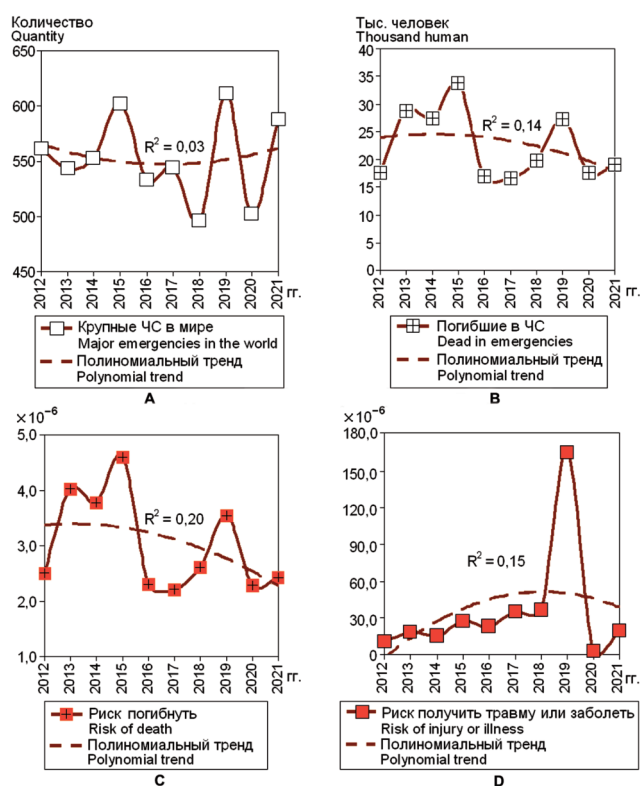 Количество
Quantity
650
600
550
500
450
R² = 0,03
2012
2013
2014
2015
2016
2017
2018
2019
2020
2021
гг.
Крупные ЧС в мире
Major emergencies in the world
Полиномиальный тренд
Polynomial trend
A
Тыс. человек
Thousand human
40
35
30
25
20
15
10
5
0
R² = 0,14
2012
2013
2014
2015
2016
2017
2018
2019
2020
2021
гг.
Погибшие в ЧС
Dead in emergencies
Полиномиальный тренд
Polynomial trend
B
×10⁻⁶
5,0
4,0
3,0
2,0
1,0
R² = 0,20
2012
2013
2014
2015
2016
2017
2018
2019
2020
2021
гг.
Риск погибнуть
Risk of death
Полиномиальный тренд
Polynomial trend
C
×10⁻⁶
180,0
150,0
120,0
90,0
60,0
30,0
0
R² = 0,15
2012
2013
2014
2015
2016
2017
2018
2019
2020
2021
гг.
Риск получить травму или заболеть
Risk of injury or illness
Полиномиальный тренд
Polynomial trend
D